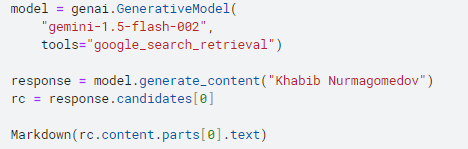 model = genai.GenerativeModel(
    "gemini-1.5-flash-002",
    tools="google_search_retrieval")

response = model.generate_content("Khabib Nurmagomedov")
rc = response.candidates[0]

Markdown(rc.content.parts[0].text)